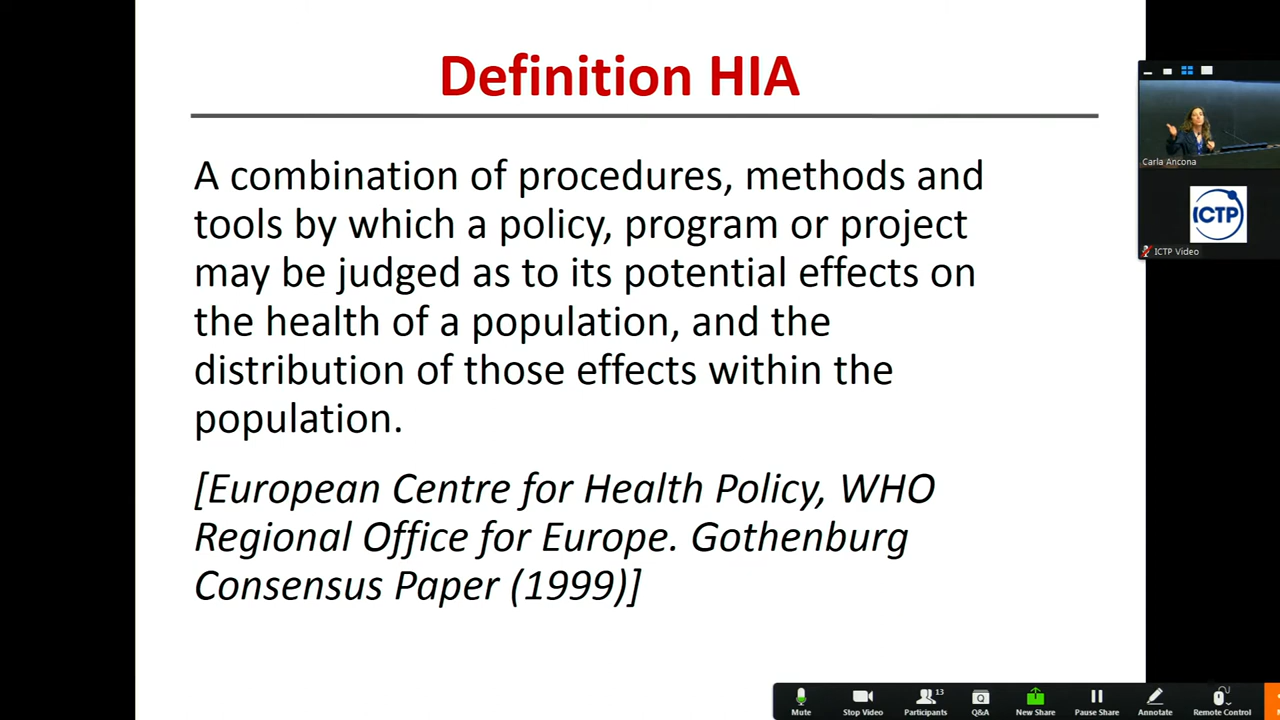 Definition HIA
A combination of procedures, methods and
tools by which a policy, program or project
may be judged as to its potential effects on
the health of a population, and the
distribution of those effects within the
population.
[European Centre for Health Policy, WHO
Regional Office for Europe. Gothenburg
Consensus Paper (1999)]
Carla Ancona
ICTP
ICTP Video
13
Q
Mute
Stop Video
Participants
Q&A
New Share
Pause Share
Annotate
Remote Control